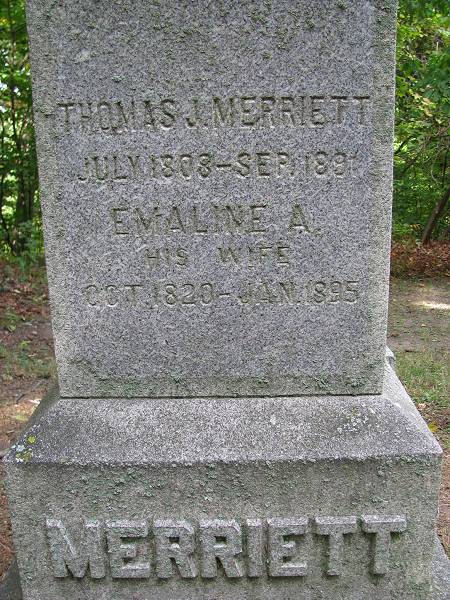 THOMAS J. MERRIETT
JULY. 1808 – SEP. 1891
EMALINE A.
HIS WIFE
OCT. 1820 – JAN. 1895
MERRIETT